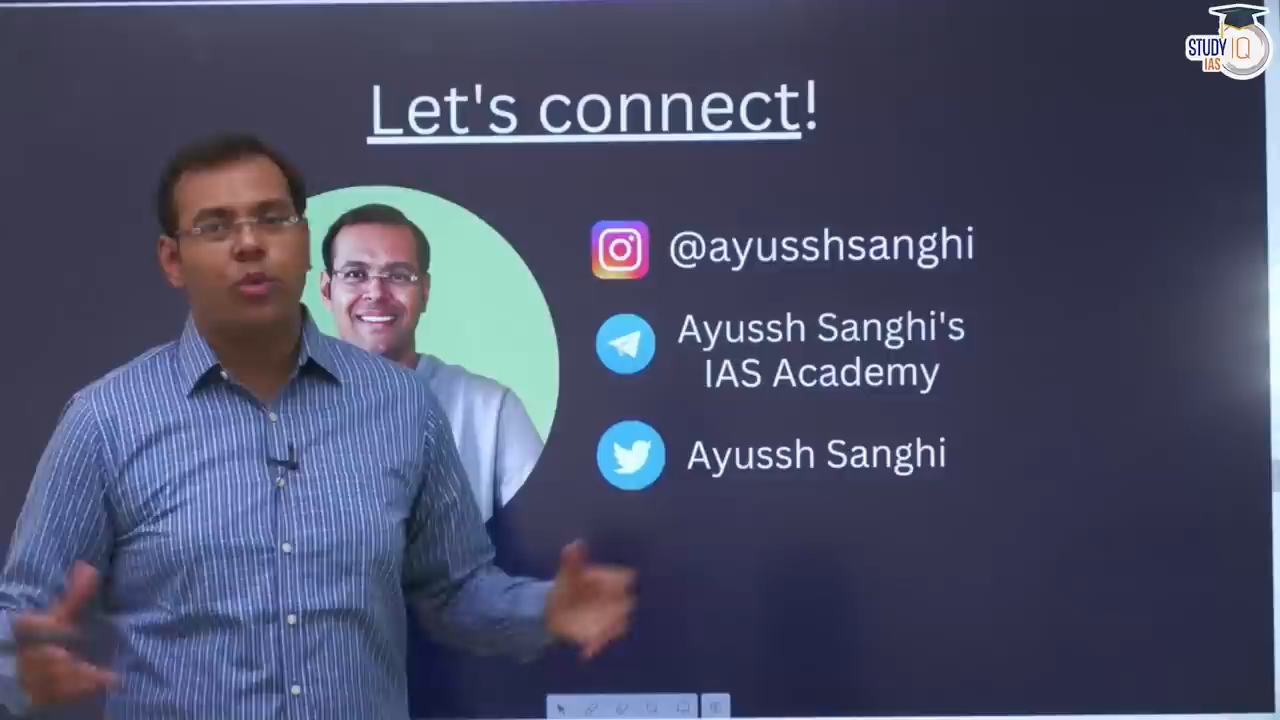 STUDY IQ
IAS
Let's connect!
@ayusshsanghi
Ayussh Sanghi's
IAS Academy
Ayussh Sanghi